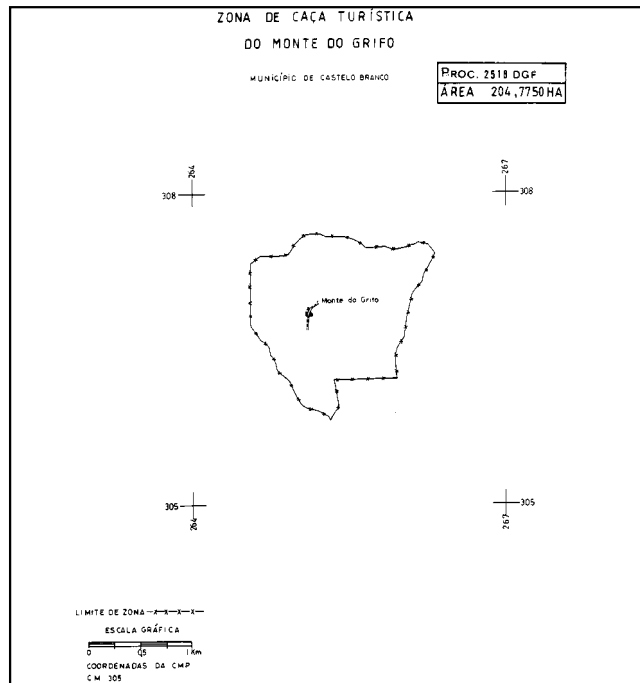 ZONA DE CAÇA TURÍSTICA
DO MONTE DO GRIFO
MUNICÍPIO DE CASTELO BRANCO
PROC. 2518 DGF
ÁREA 204,7750 HA
264
267
308
308
Monte do Grifo
305
305
264
267
LIMITE DE ZONA
ESCALA GRÁFICA
0 0,5 1 Km
COORDENADAS DA CMP
C M 305